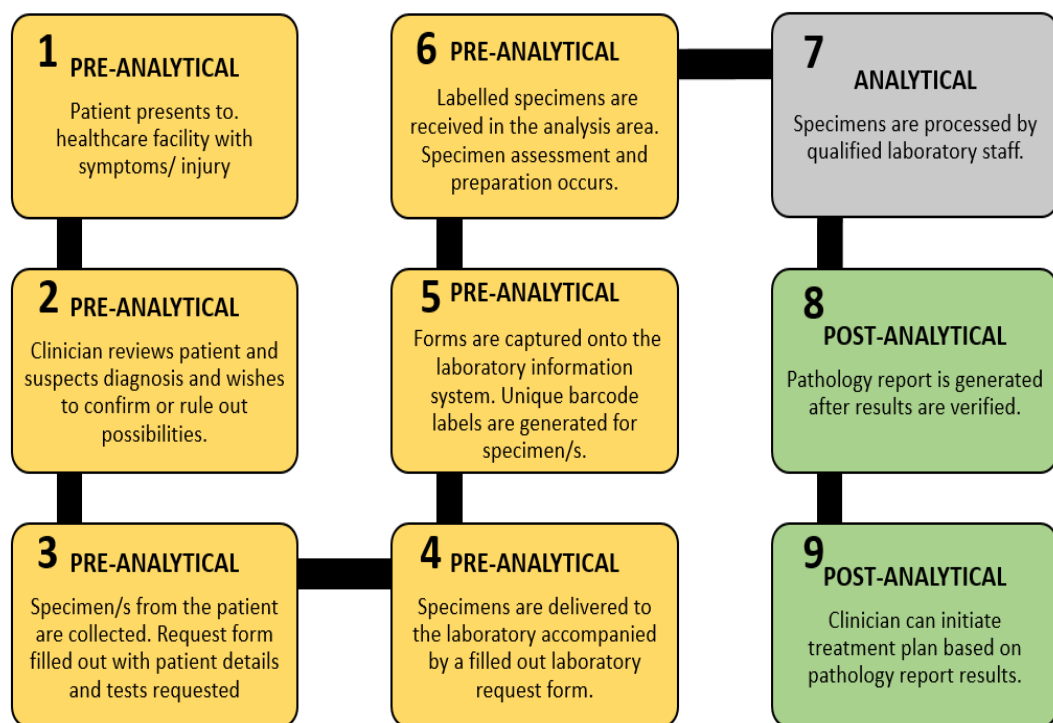 1
PRE-ANALYTICAL
Patient presents to.
healthcare facility with
symptoms/ injury
2
PRE-ANALYTICAL
Clinician reviews patient and
suspects diagnosis and wishes
to confirm or rule out
possibilities.
3
PRE-ANALYTICAL
Specimen/s from the patient
are collected. Request form
filled out with patient details
and tests requested
4
PRE-ANALYTICAL
Specimens are delivered to
the laboratory accompanied
by a filled out laboratory
request form.
5
PRE-ANALYTICAL
Forms are captured onto the
laboratory information
system. Unique barcode
labels are generated for
specimen/s.
6
PRE-ANALYTICAL
Labelled specimens are
received in the analysis area.
Specimen assessment and
preparation occurs.
7
ANALYTICAL
Specimens are processed by
qualified laboratory staff.
8
POST-ANALYTICAL
Pathology report is generated
after results are verified.
9
POST-ANALYTICAL
Clinician can initiate
treatment plan based on
pathology report results.